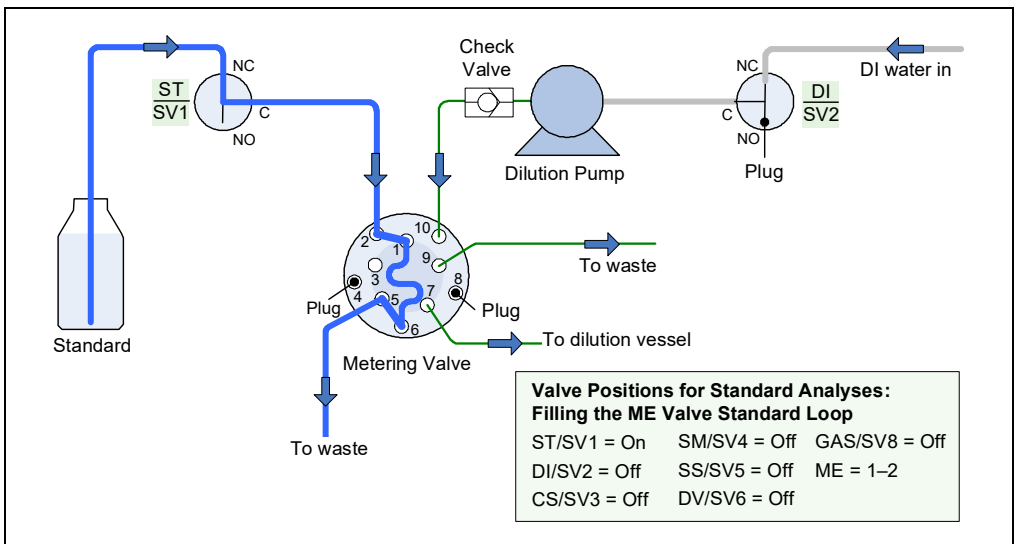 Check
Valve
NC
ST
SV1
C
NO
NC
DI water in
DI
SV2
C
NO
Plug
Dilution Pump
10
2
1
9
To waste
3
8
Plug
4
5
7
Plug
6
To dilution vessel
Standard
Metering Valve
To waste
Valve Positions for Standard Analyses:
Filling the ME Valve Standard Loop
ST/SV1 = On SM/SV4 = Off GAS/SV8 = Off
DI/SV2 = Off SS/SV5 = Off ME = 1–2
CS/SV3 = Off DV/SV6 = Off